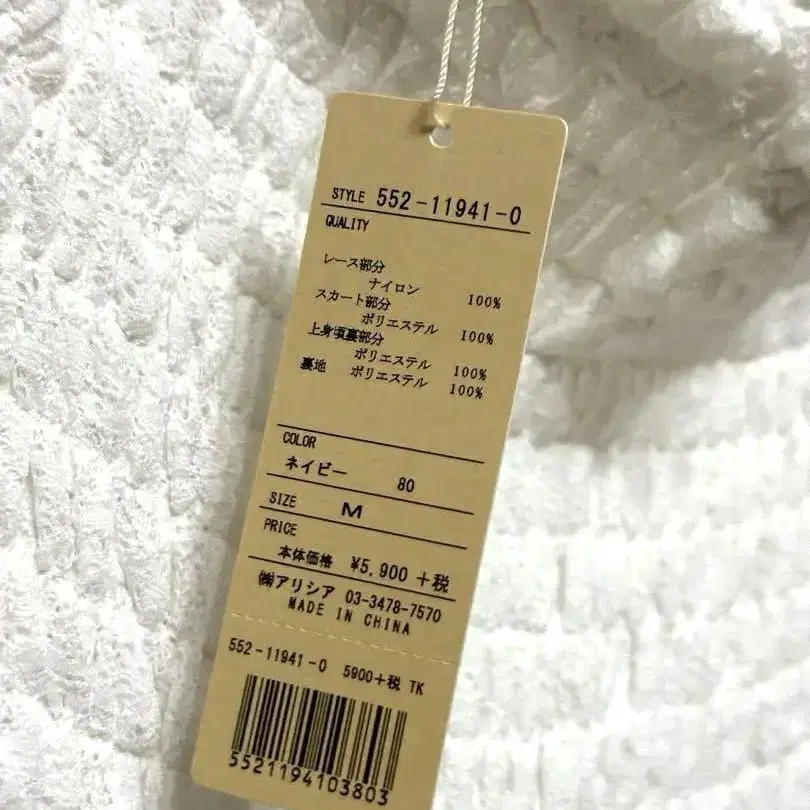 STYLE 552-11941-0
QUALITY
レース部分
ナイロン 100%
スカート部分
ポリエステル 100%
上身頃裏部分
ポリエステル 100%
裏地 ポリエステル 100%
COLOR
ネイビー 80
SIZE M
PRICE
本体価格 ¥5,900 +税
㈱アリシア 03-3478-7570
MADE IN CHINA
552-11941-0 5900+税 TK
5521194103803